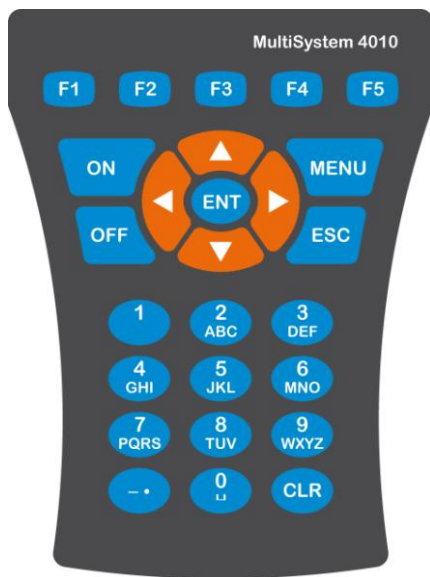 MultiSystem 4010
F1 F2 F3 F4 F5
ON MENU
ENT
OFF ESC
1 2 3
ABC DEF
4 5 6
GHI JKL MNO
7 8 9
PQRS TUV WXYZ
– • 0 CLR
␣